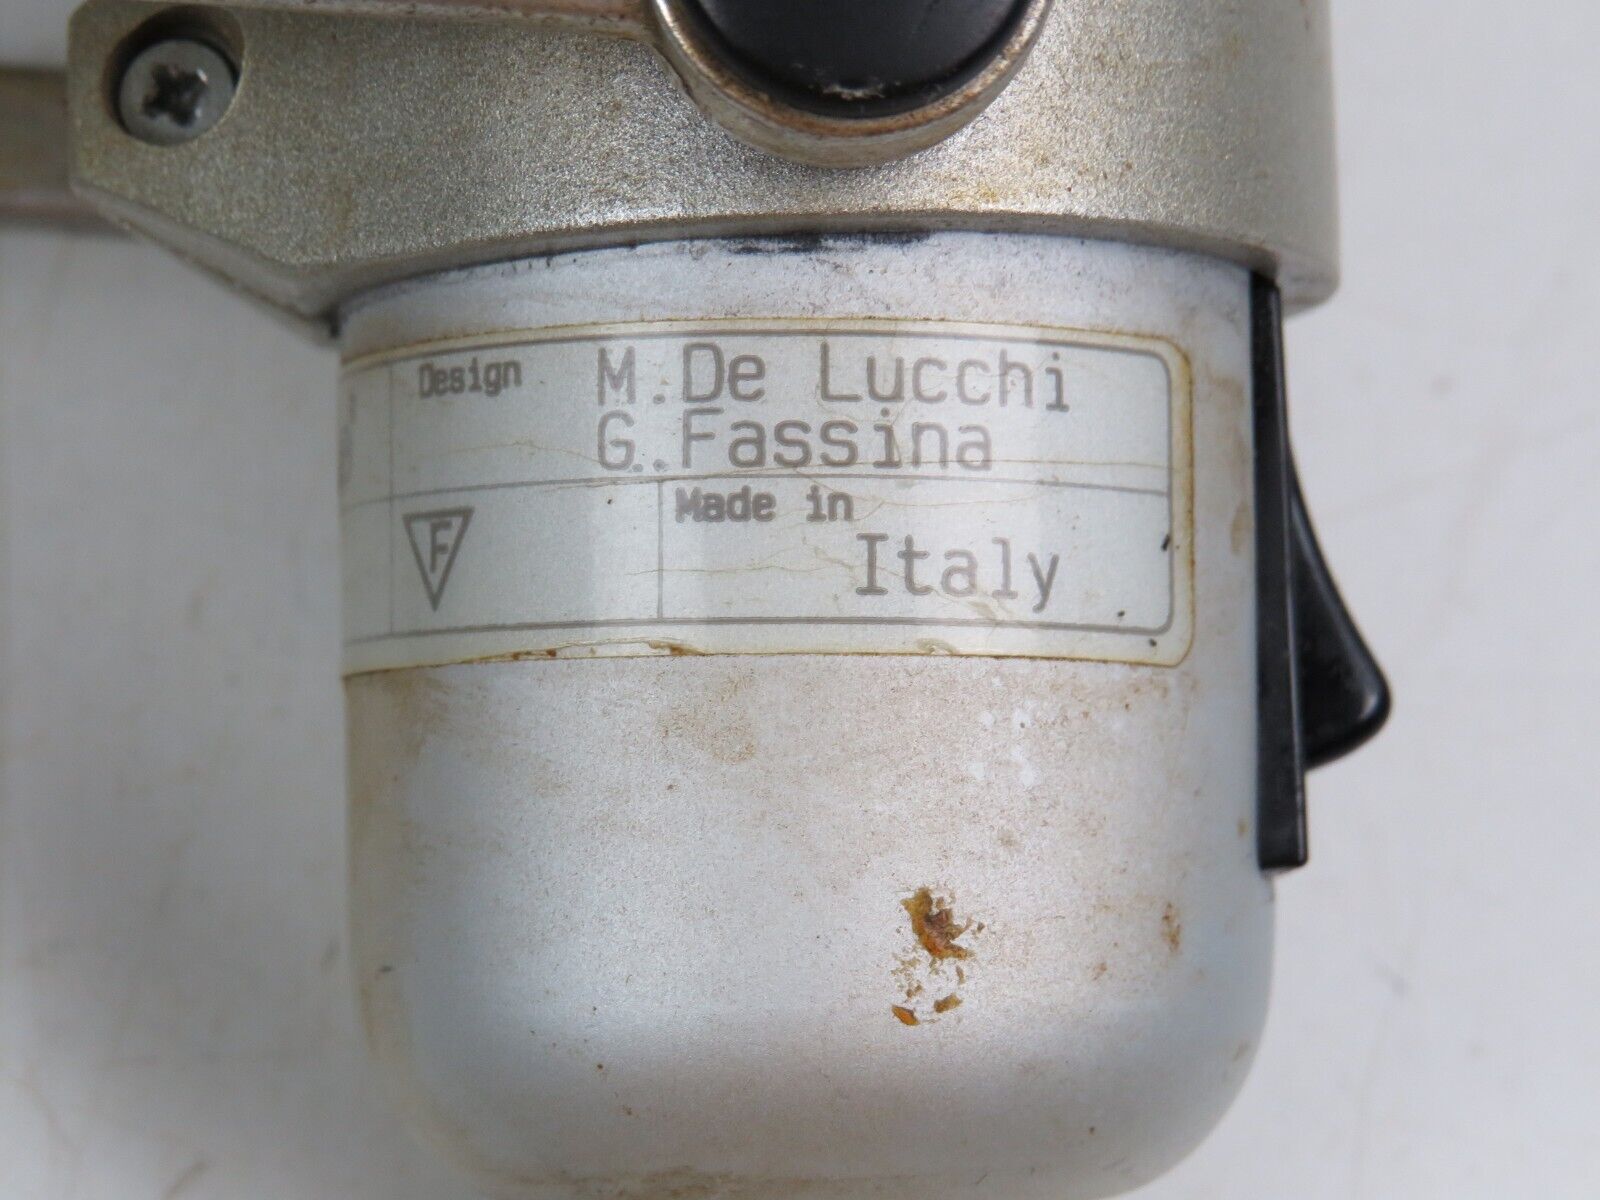 Design M. De Lucchi
G. Fassina
F
Made in
Italy